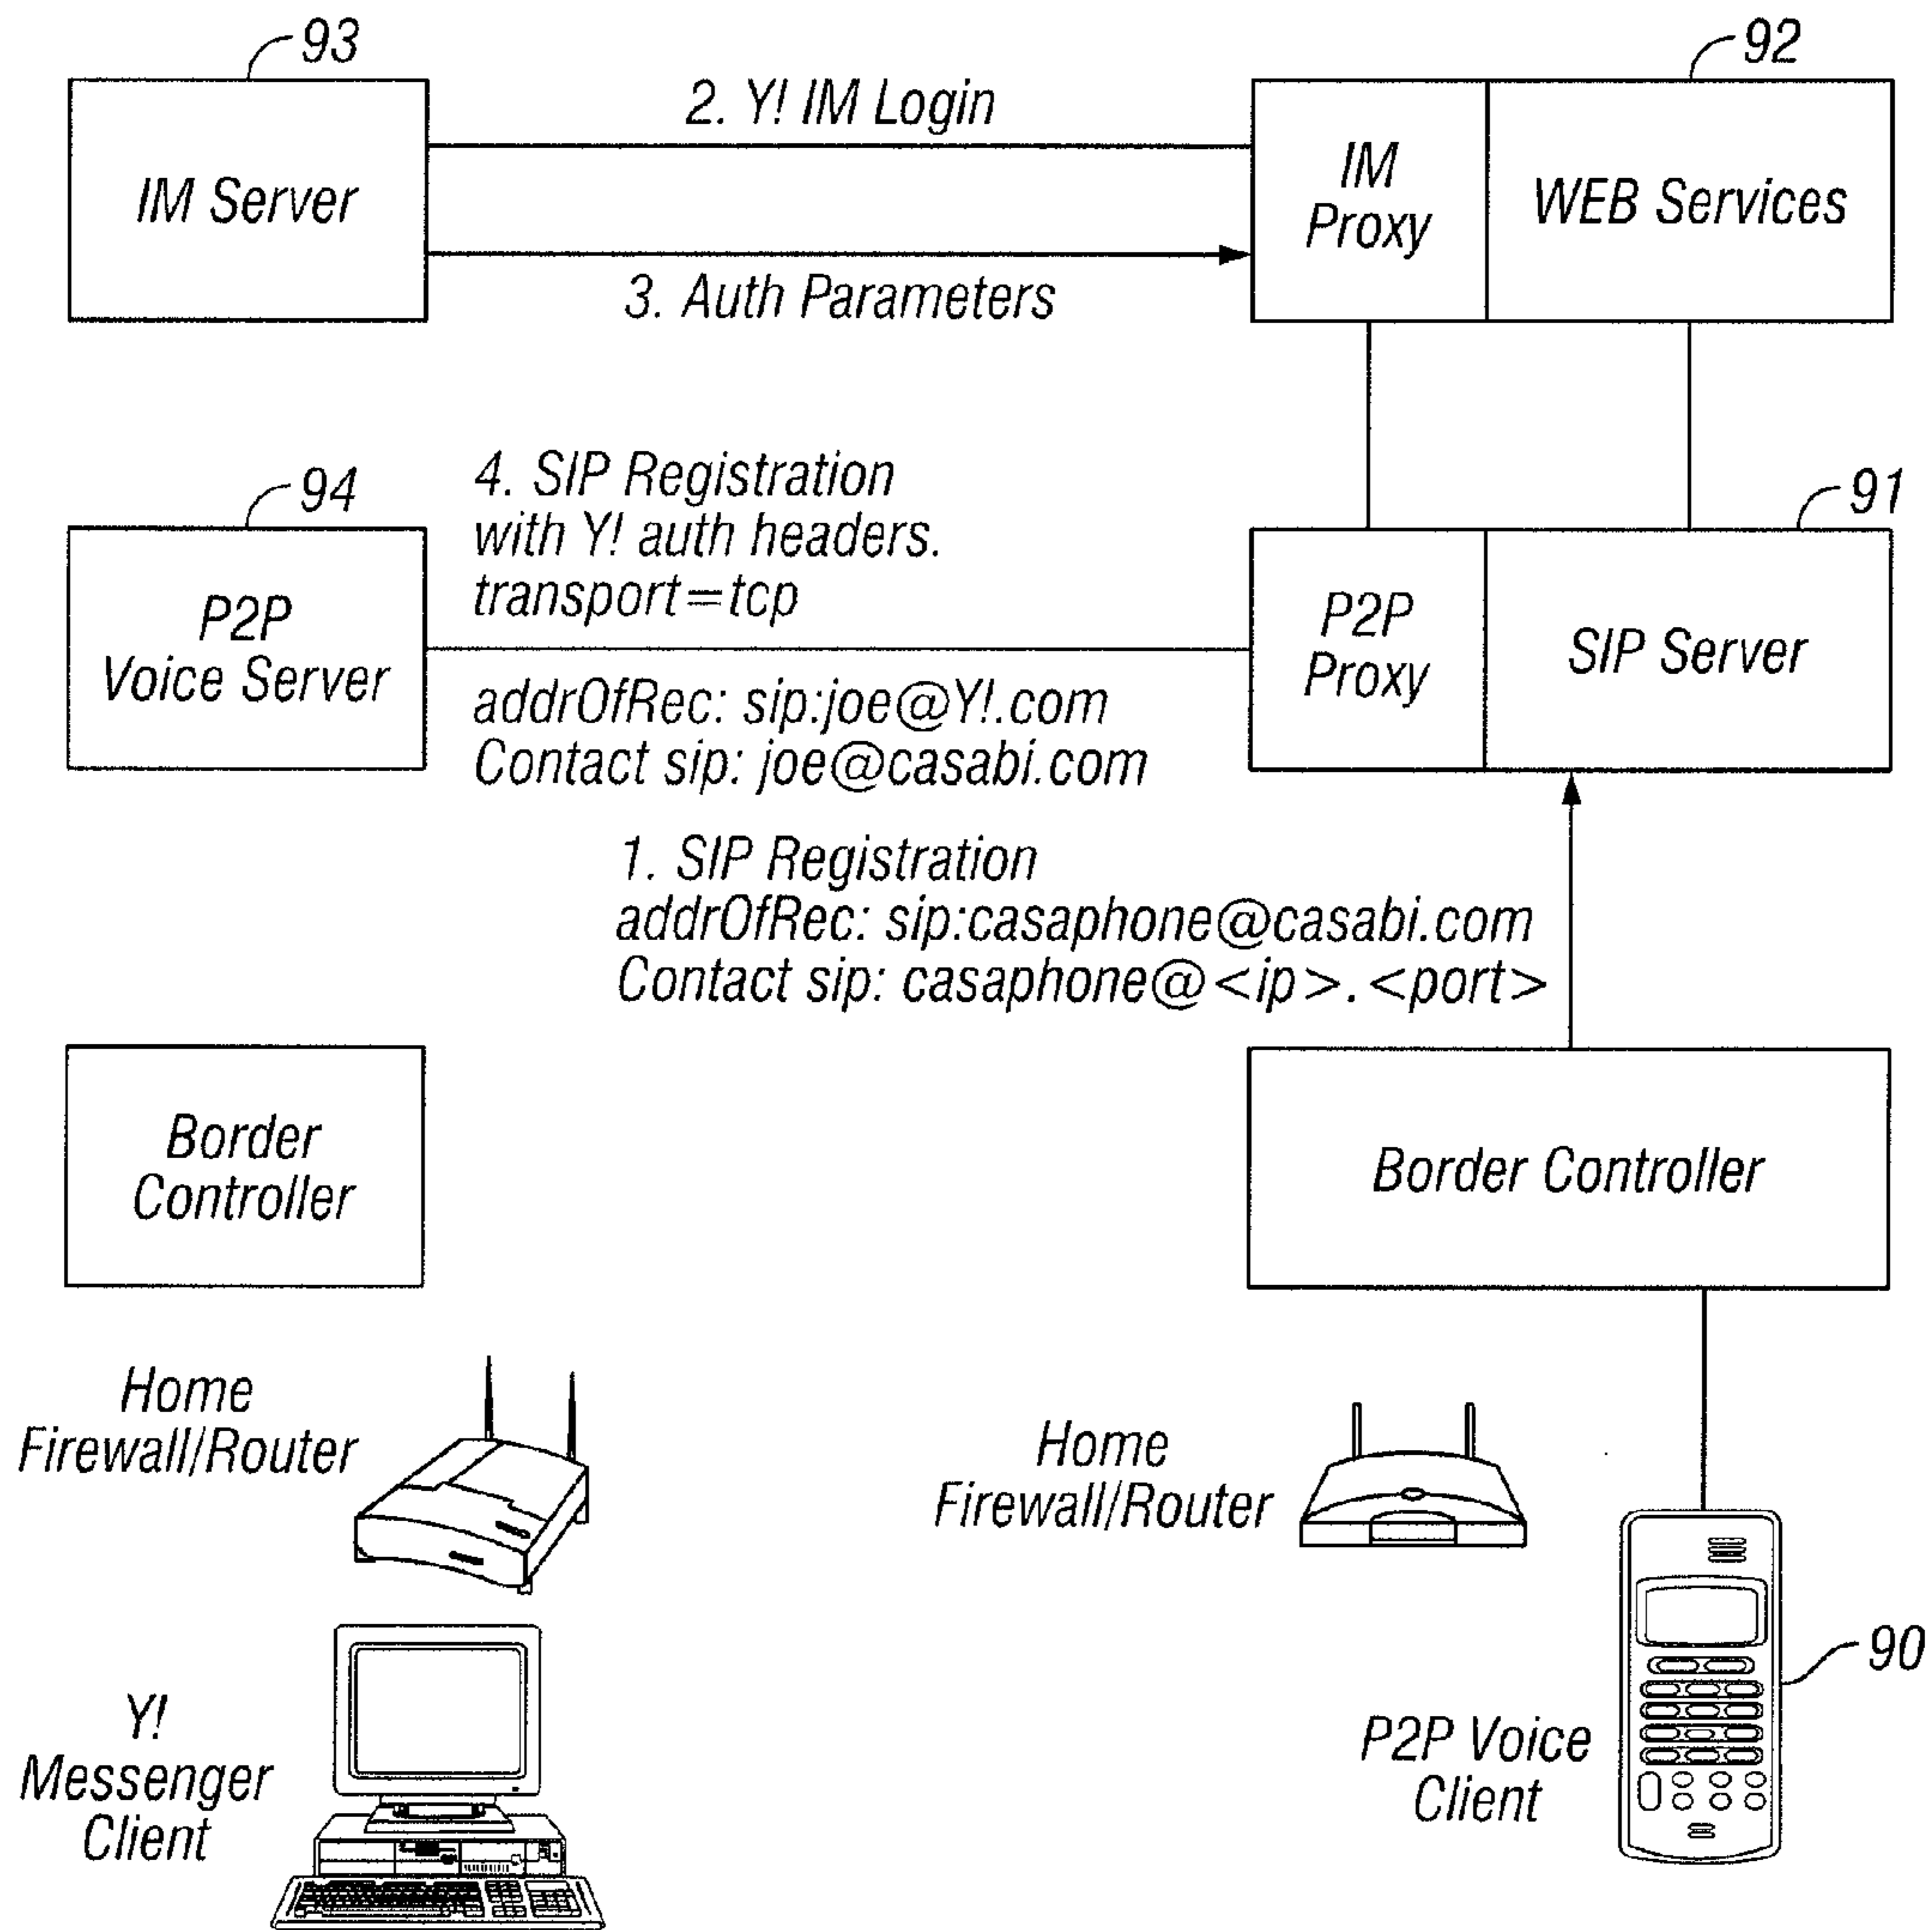 93
92
2. Y! IM Login
IM Server
IM
Proxy
WEB Services
3. Auth Parameters
94
4. SIP Registration
with Y! auth headers.
transport=tcp
91
P2P
Voice Server
P2P
Proxy
SIP Server
addrOfRec: sip:joe@Y!.com
Contact sip: joe@casabi.com
1. SIP Registration
addrOfRec: sip:casaphone@casabi.com
Contact sip: casaphone@<ip>.<port>
Border
Controller
Border Controller
Home
Firewall/Router
Home
Firewall/Router
90
Y!
Messenger
Client
P2P Voice
Client